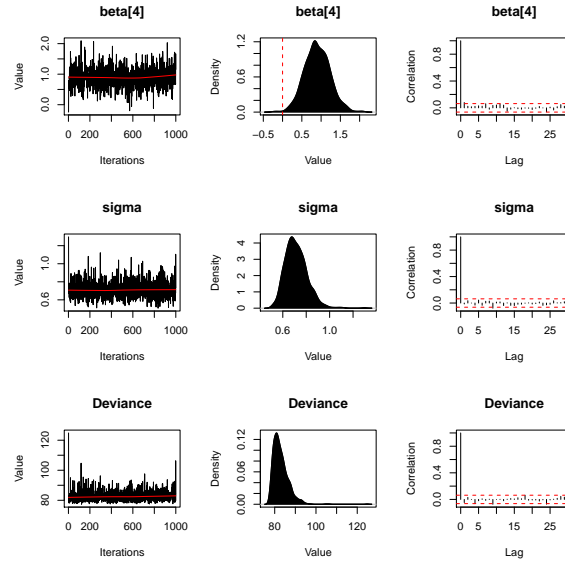 beta[4]
beta[4]
beta[4]
Value
0.0 1.0 2.0
0 200 600 1000
Iterations
Density
0.0 0.4 0.8 1.2
−0.5 0.5 1.5
Value
Correlation
0.0 0.4 0.8
0 5 15 25
Lag
sigma
sigma
sigma
Value
0.6 1.0
0 200 600 1000
Iterations
Density
0 1 2 3 4
0.6 1.0
Value
Correlation
0.0 0.4 0.8
0 5 15 25
Lag
Deviance
Deviance
Deviance
Value
80 100 120
0 200 600 1000
Iterations
Density
0.00 0.06 0.12
80 100 120
Value
Correlation
0.0 0.4 0.8
0 5 15 25
Lag